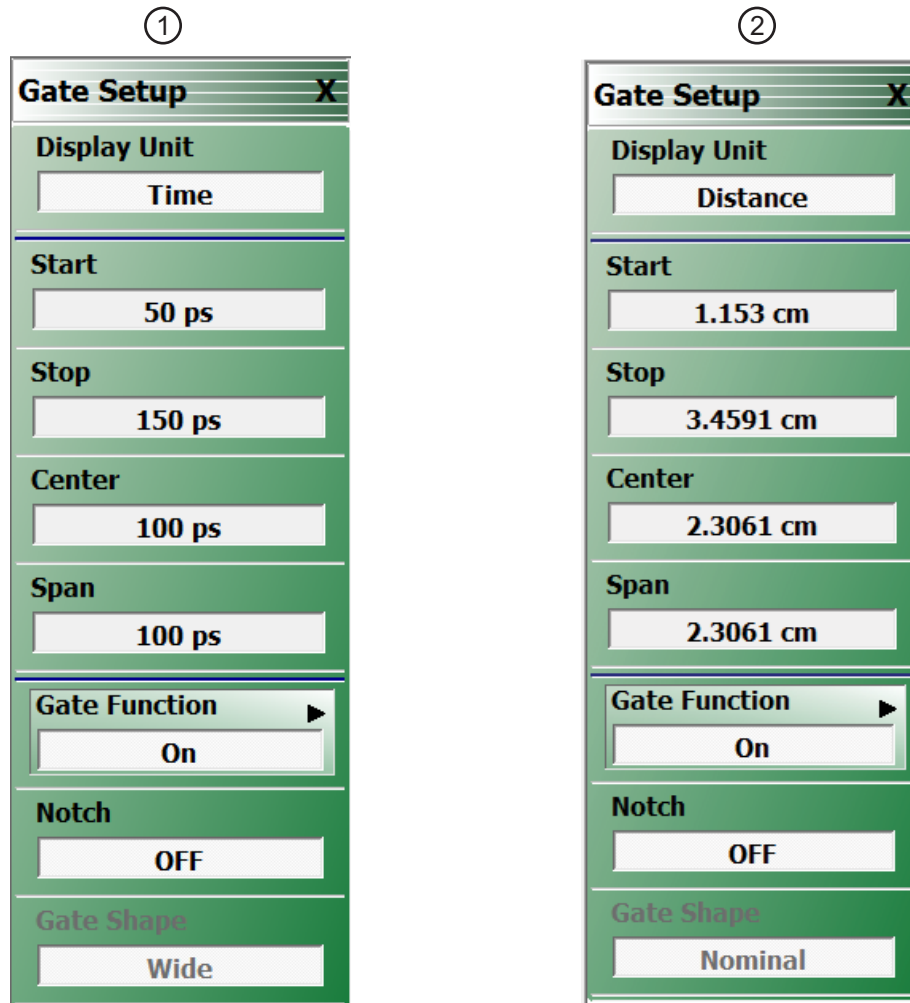 ①
Gate Setup X
Display Unit
Time
Start
50 ps
Stop
150 ps
Center
100 ps
Span
100 ps
Gate Function
On
Notch
OFF
Gate Shape
Wide
②
Gate Setup X
Display Unit
Distance
Start
1.153 cm
Stop
3.4591 cm
Center
2.3061 cm
Span
2.3061 cm
Gate Function
On
Notch
OFF
Gate Shape
Nominal